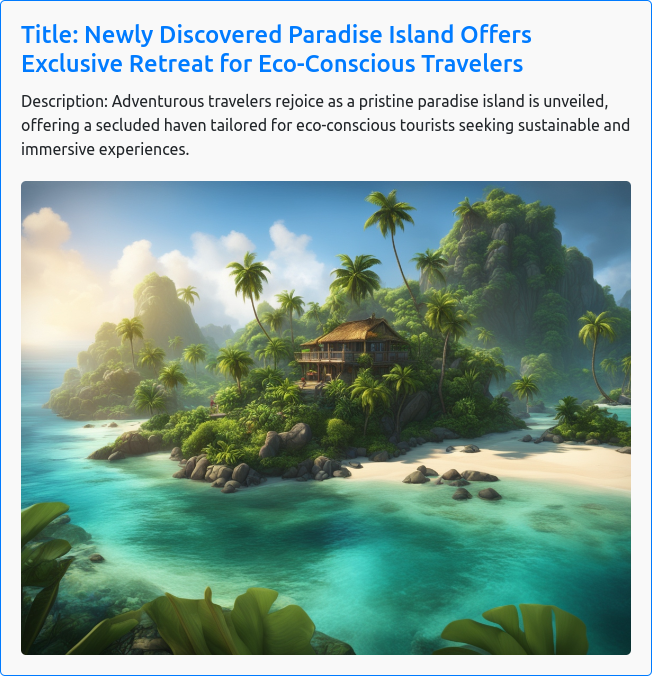 Title: Newly Discovered Paradise Island Offers
Exclusive Retreat for Eco-Conscious Travelers
Description: Adventurous travelers rejoice as a pristine paradise island is unveiled,
offering a secluded haven tailored for eco-conscious tourists seeking sustainable and
immersive experiences.